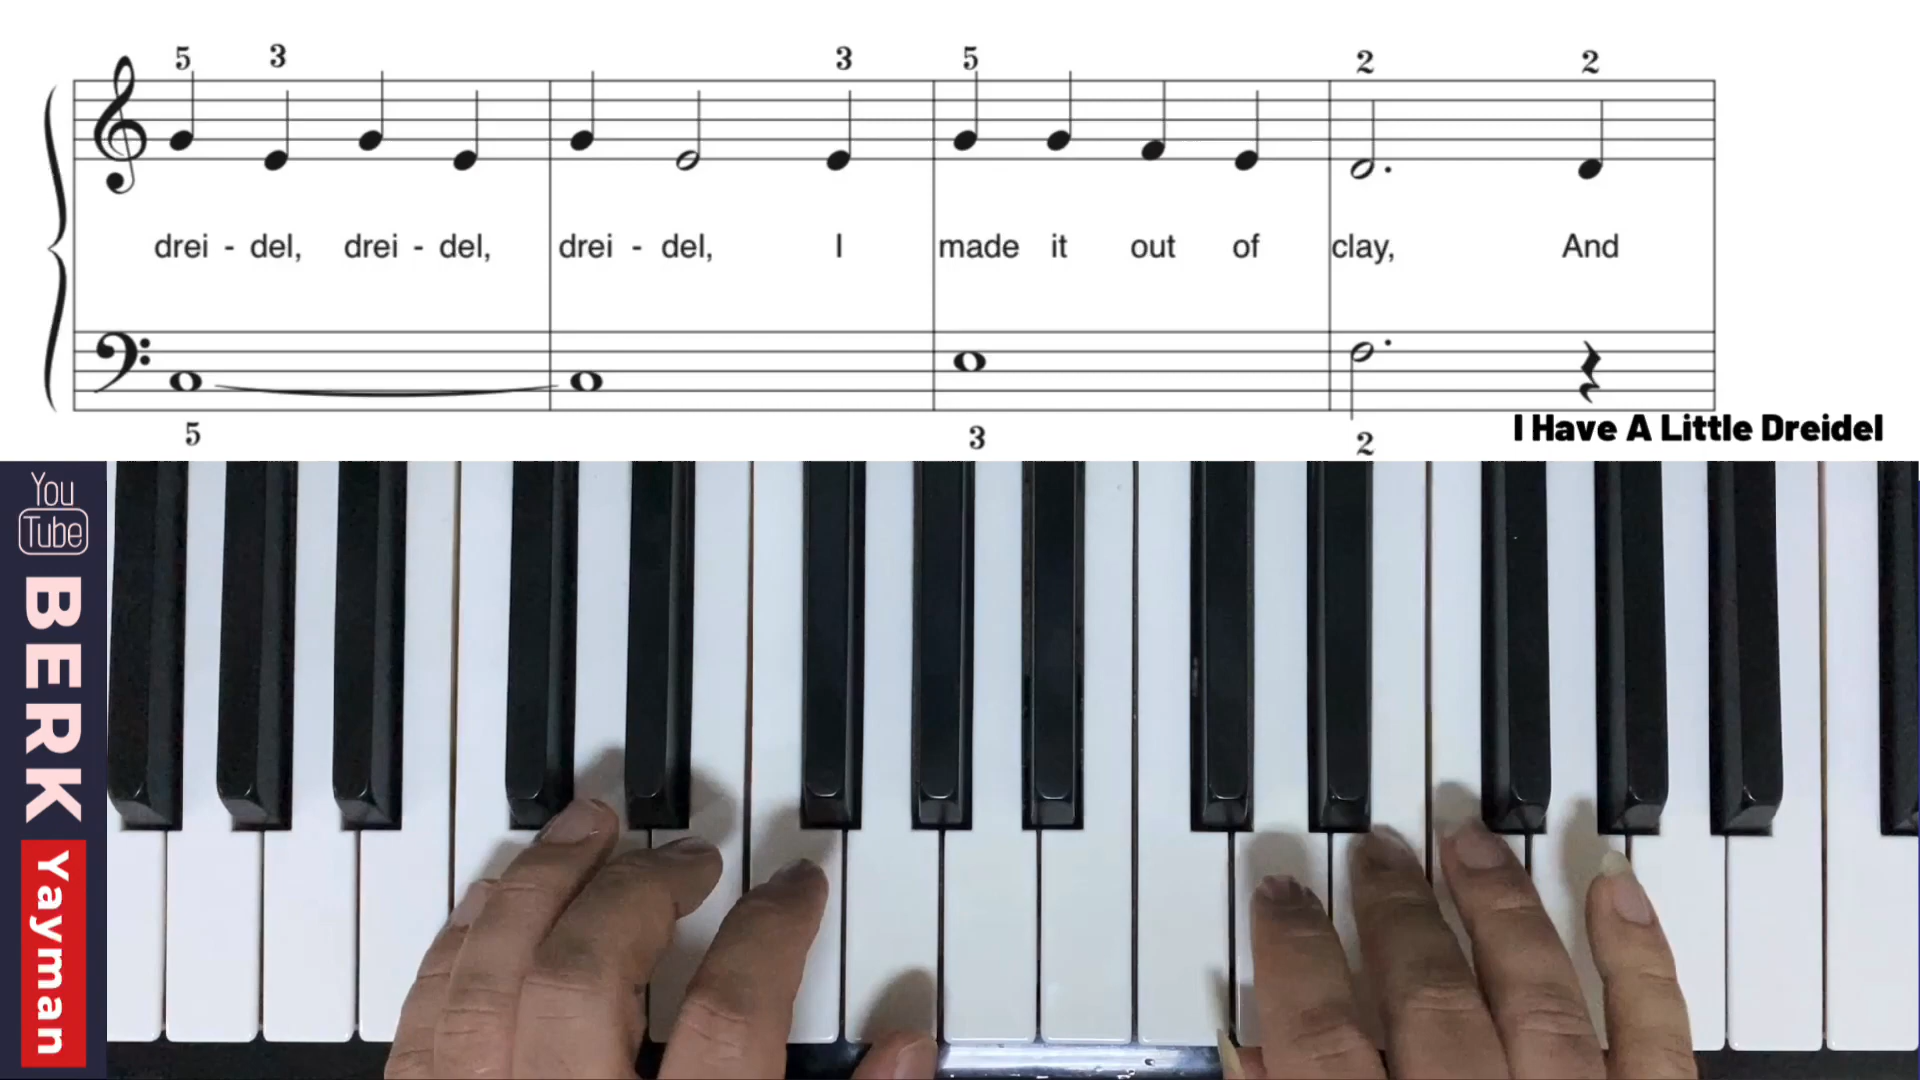 5 3 3 5 2 2
drei - del, drei - del, drei - del, I made it out of clay, And
5 3 2
I Have A Little Dreidel
You
Tube
BERK
Yayman